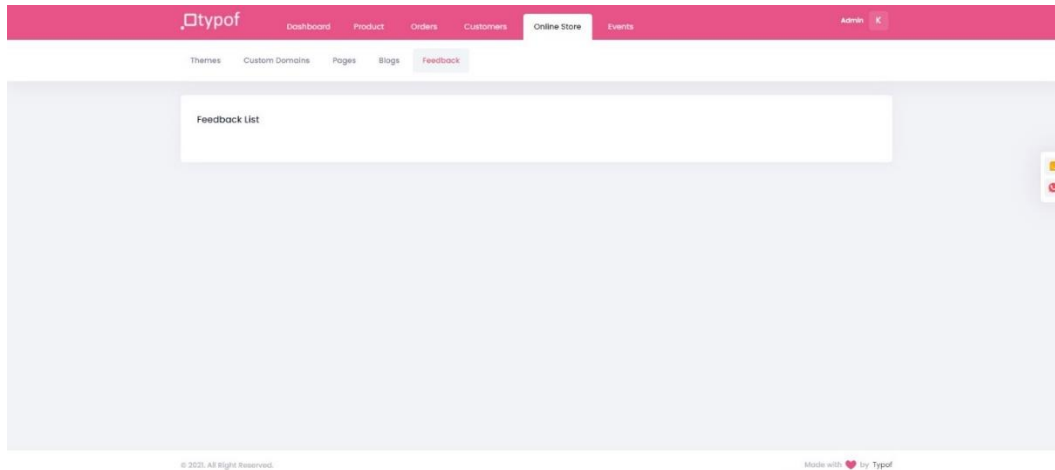 typof
Dashboard Product Orders Customers Online Store Events
Admin K
Themes Custom Domains Pages Blogs Feedback
Feedback List
© 2021. All Right Reserved.
Made with by Typof